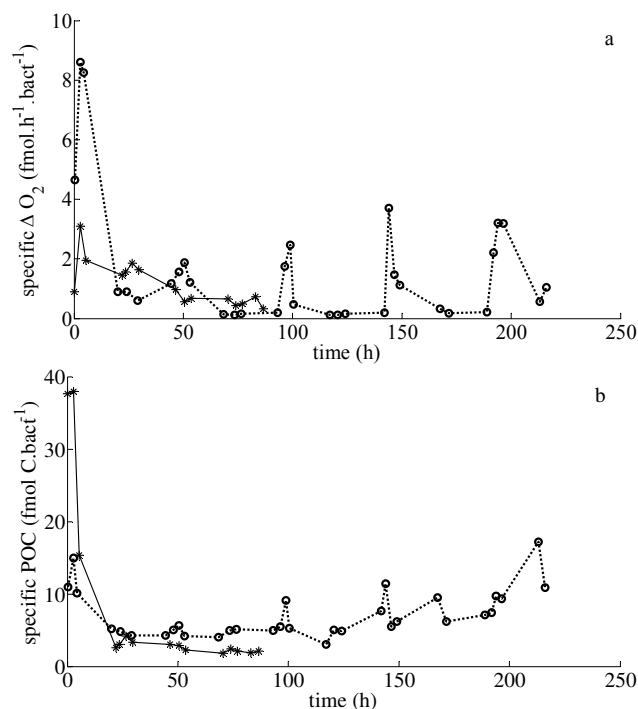 a
10
8
6
4
2
0
specific Δ O2 (fmol.h-1.bact-1)
0 50 100 150 200 250
time (h)
b
40
30
20
10
0
specific POC (fmol C.bact-1)
0 50 100 150 200 250
time (h)